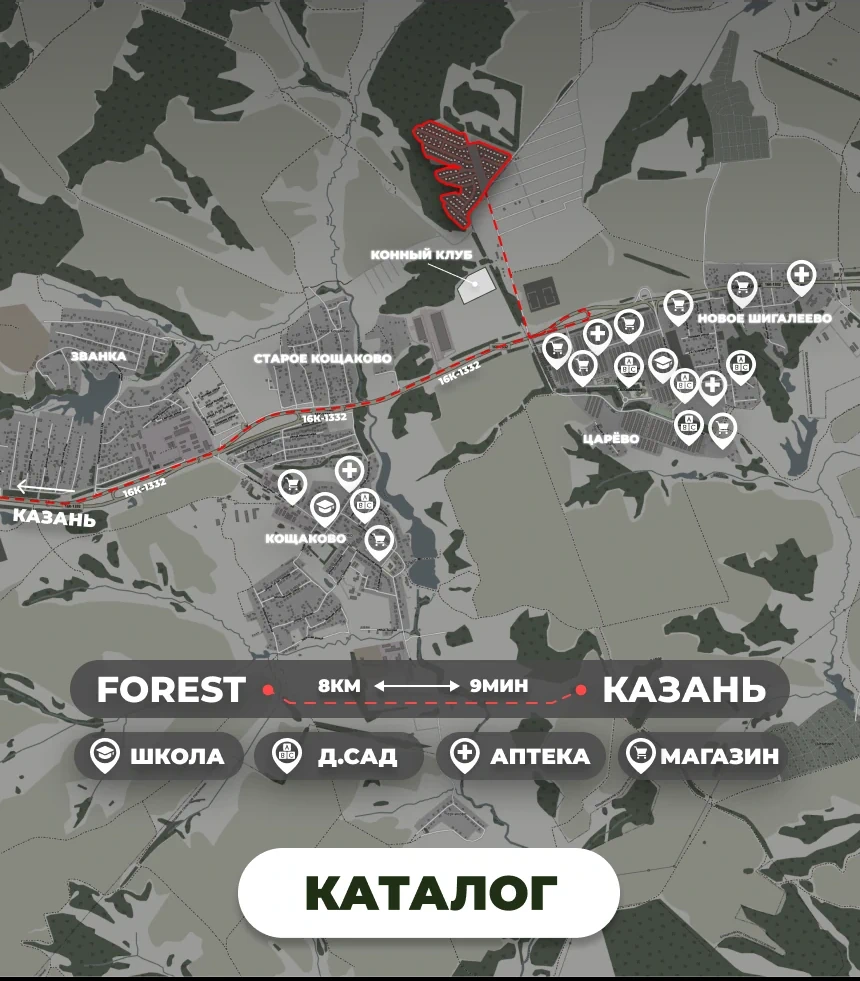 КОННЫЙ КЛУБ
НОВОЕ ШИГАЛЕЕВО
ЗВАНКА
СТАРОЕ КОЩАКОВО
16К-1332
16К-1332
ЦАРЁВО
16К-1332
КАЗАНЬ
КОЩАКОВО
FOREST 8КМ 9МИН КАЗАНЬ
ШКОЛА Д.САД АПТЕКА МАГАЗИН
КАТАЛОГ